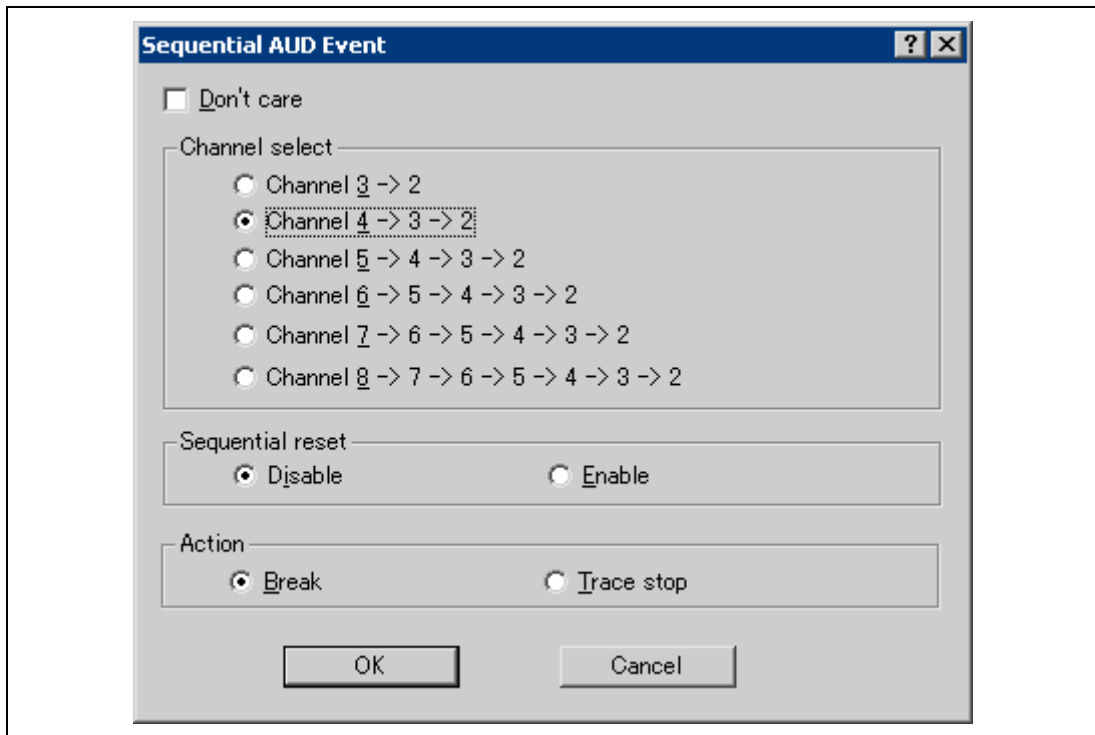 Sequential AUD Event
Don't care
Channel select
Channel 3 -> 2
Channel 4 -> 3 -> 2
Channel 5 -> 4 -> 3 -> 2
Channel 6 -> 5 -> 4 -> 3 -> 2
Channel 7 -> 6 -> 5 -> 4 -> 3 -> 2
Channel 8 -> 7 -> 6 -> 5 -> 4 -> 3 -> 2
Sequential reset
Disable Enable
Action
Break Trace stop
OK Cancel